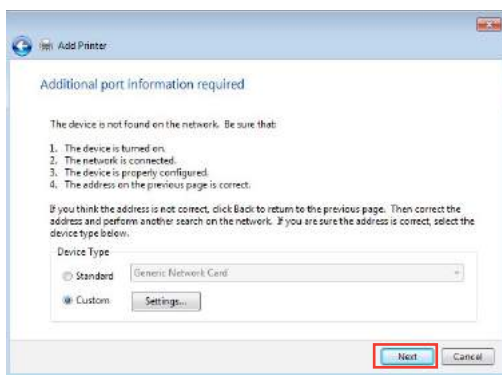 Add Printer
Additional port information required
The device is not found on the network. Be sure that:
1. The device is turned on.
2. The network is connected.
3. The device is properly configured.
4. The address on the previous page is correct.
If you think the address is not correct, click Back to return to the previous page. Then correct the
address and perform another search on the network. If you are sure the address is correct, select the
device type below.
Device Type
Standard Generic Network Card
Custom Settings...
Next Cancel